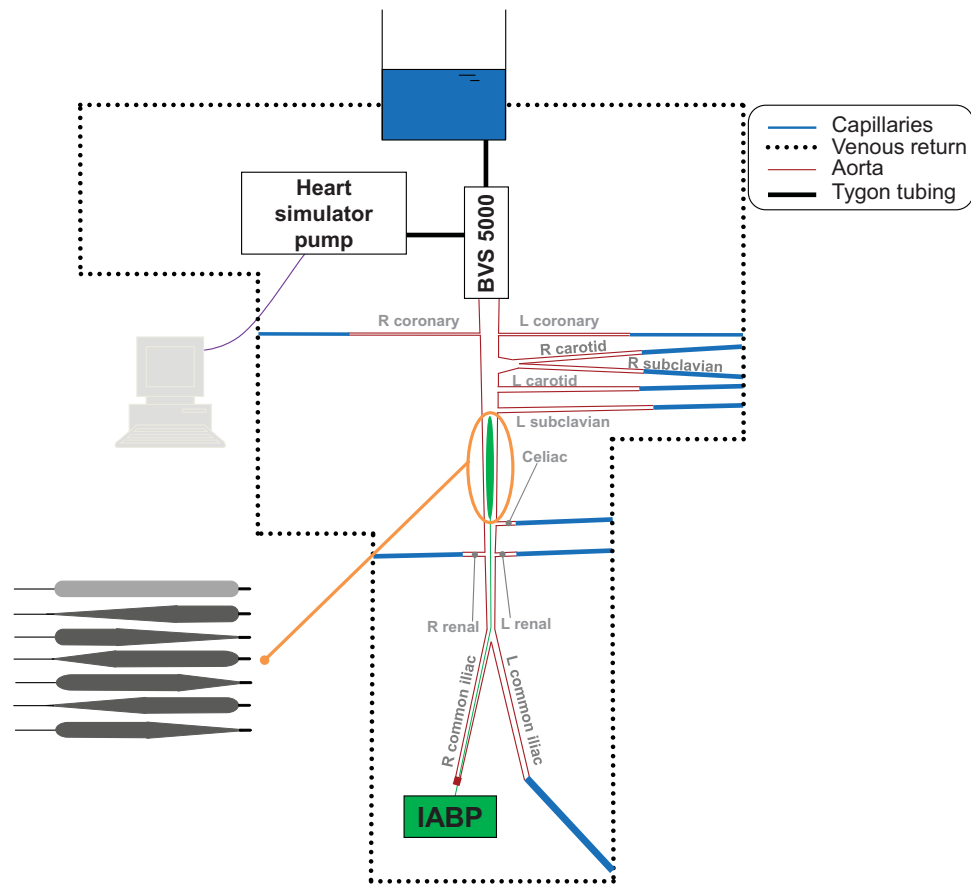 Capillaries
Venous return
Aorta
Tygon tubing
Heart
simulator
pump
BVS 5000
R coronary
L coronary
R carotid
R subclavian
L carotid
L subclavian
Celiac
R renal
L renal
R common iliac
L common iliac
IABP